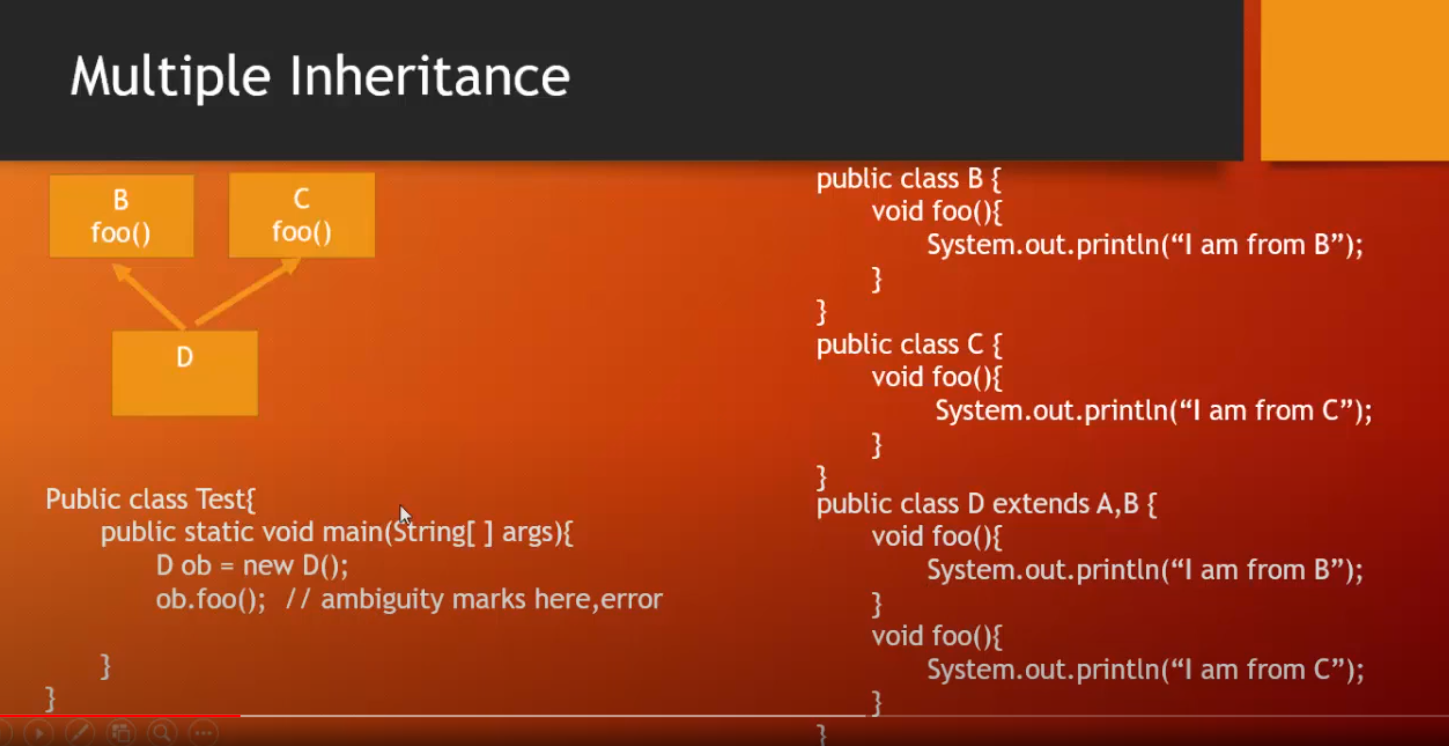 Multiple Inheritance
B
foo()
C
foo()
D
Public class Test{
public static void main(String[ ] args){
D ob = new D();
ob.foo();  // ambiguity marks here,error
}
}
public class B {
void foo(){
System.out.println(“I am from B”);
}
}
public class C {
void foo(){
System.out.println(“I am from C”);
}
}
public class D extends A,B {
void foo(){
System.out.println(“I am from B”);
}
void foo(){
System.out.println(“I am from C”);
}
}